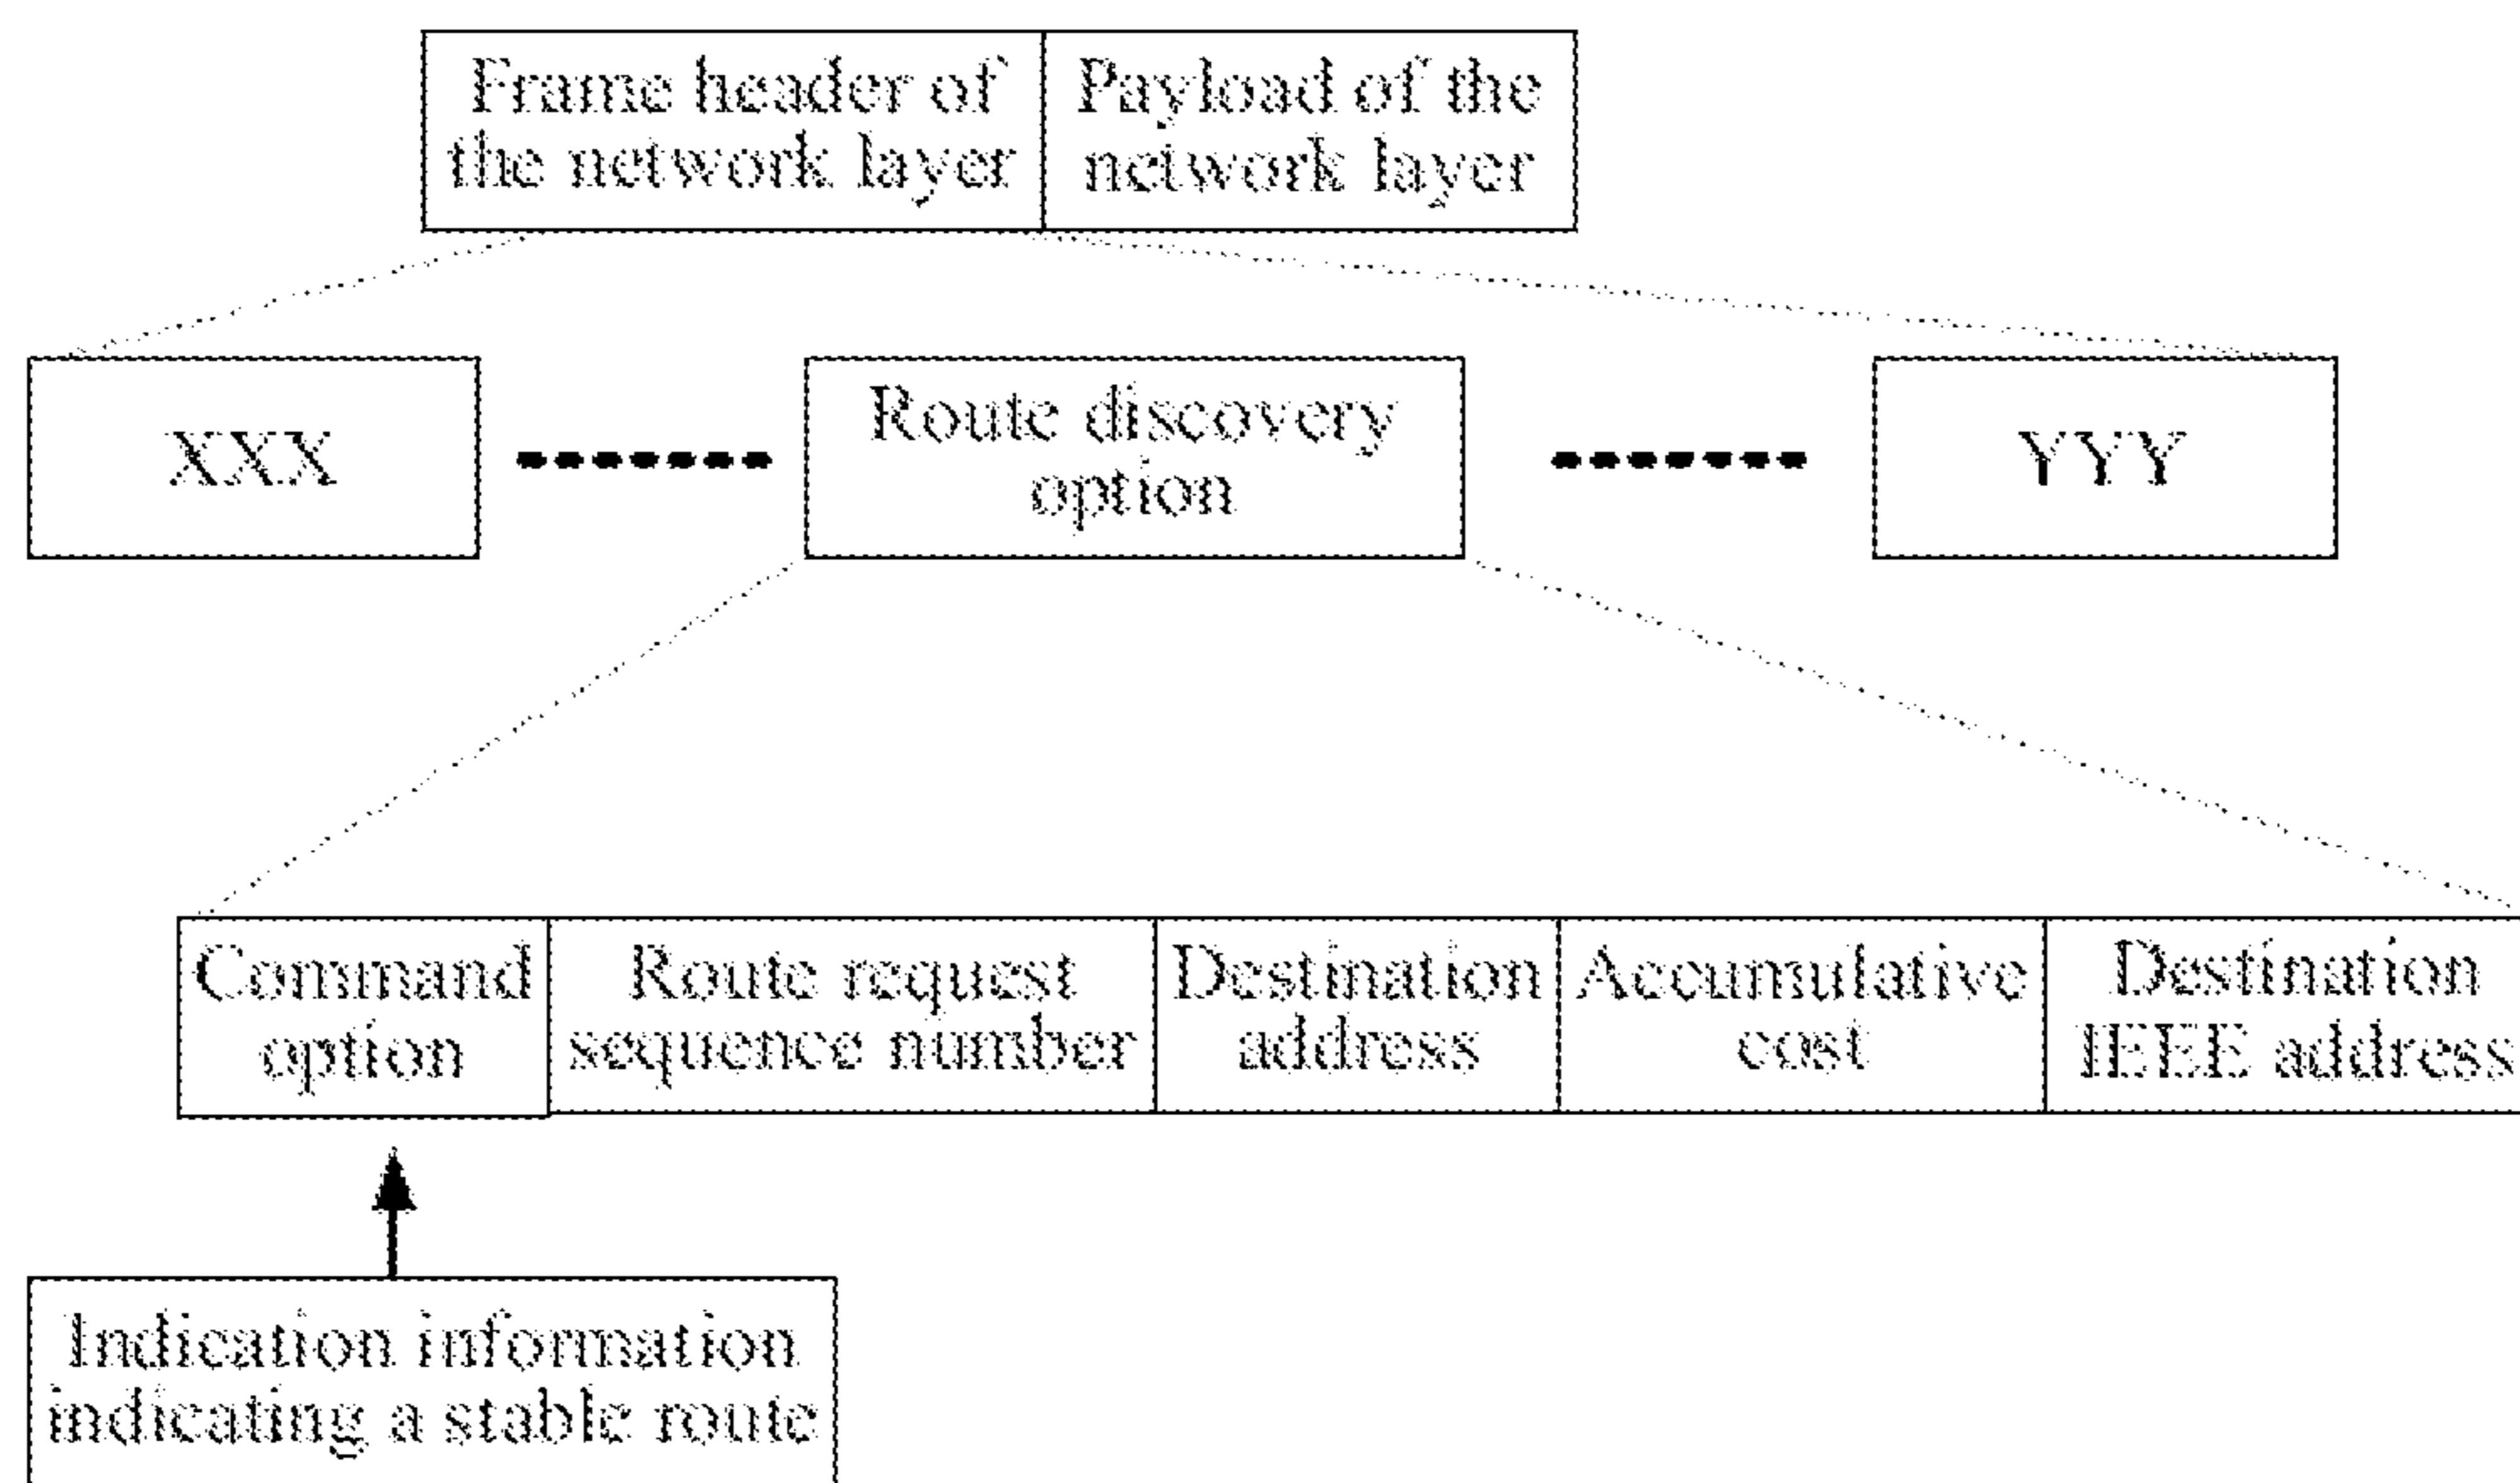 Frame header of
the network layer
Payload of the
network layer
XXX
Route discovery
option
YYY
Command
option
Route request
sequence number
Destination
address
Accumulative
cost
Destination
IEEE address
Indication information
indicating a stable route